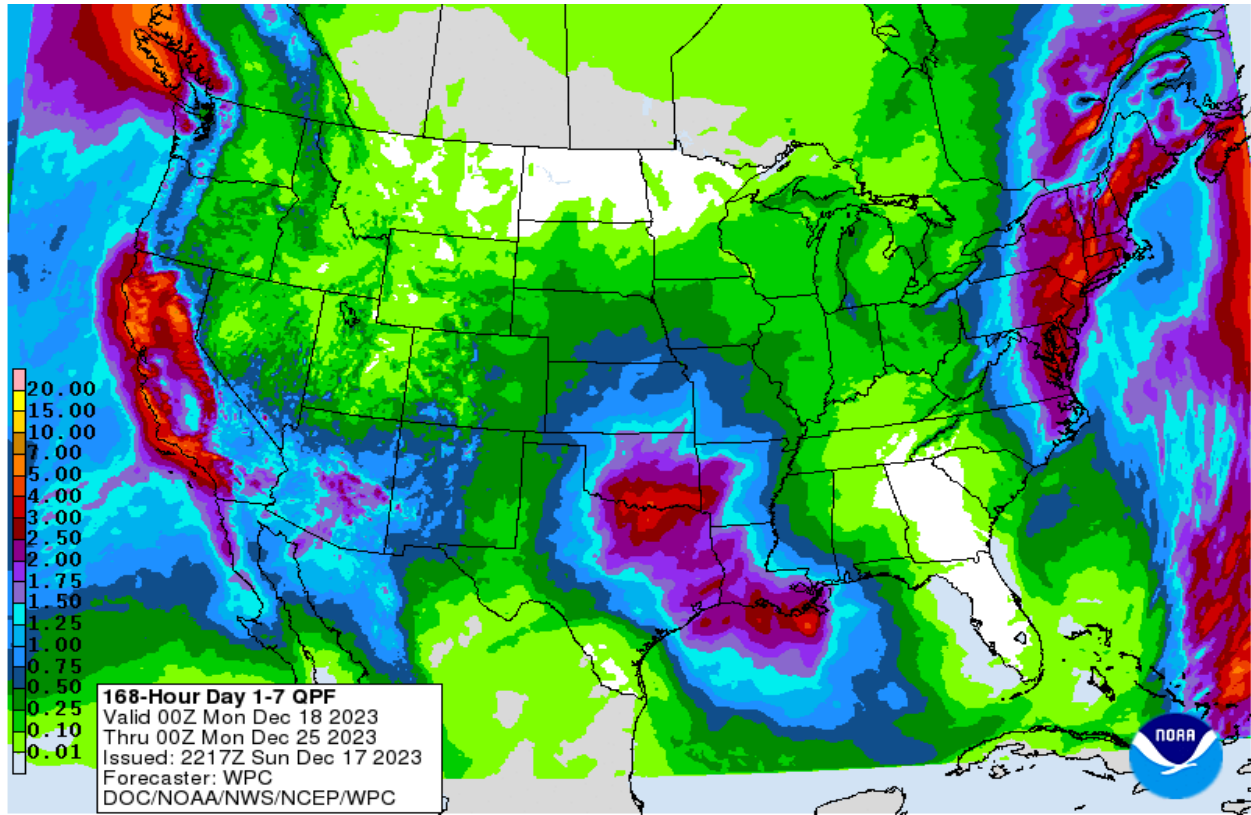 20.00
15.00
10.00
7.00
5.00
4.00
3.00
2.50
2.00
1.75
1.50
1.25
1.00
0.75
0.50
0.25
0.10
0.01
168-Hour Day 1-7 QPF
Valid 00Z Mon Dec 18 2023
Thru 00Z Mon Dec 25 2023
Issued: 2217Z Sun Dec 17 2023
Forecaster: WPC
DOC/NOAA/NWS/NCEP/WPC
NOAA